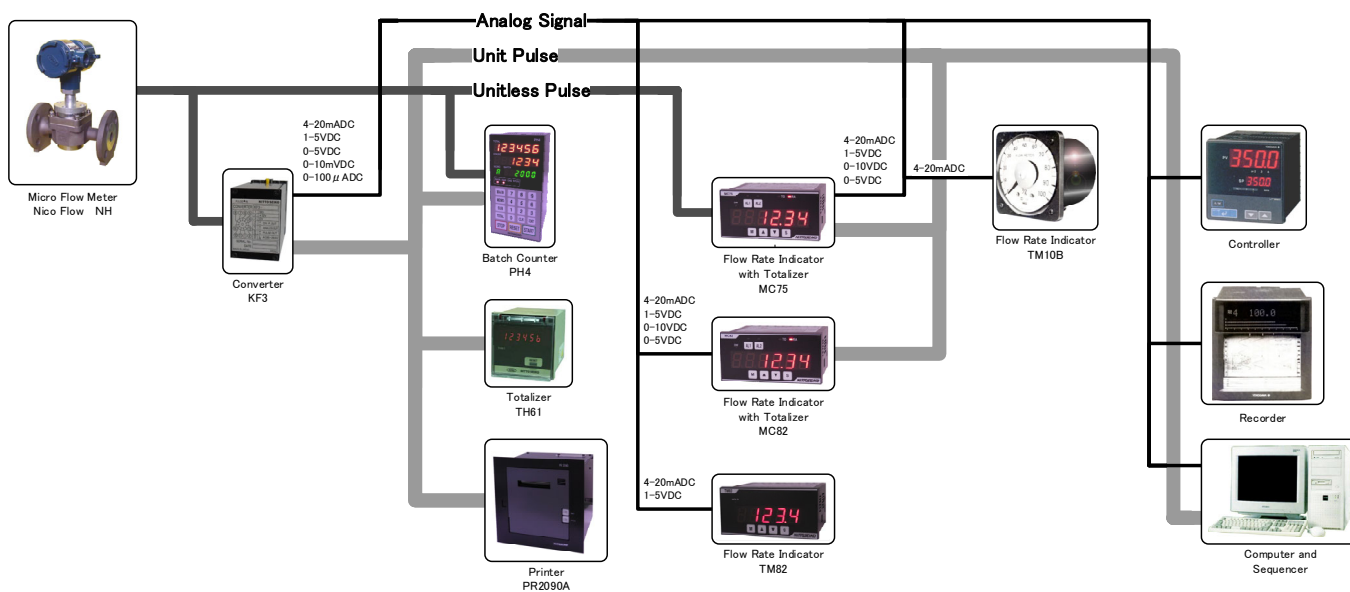 Analog Signal
Unit Pulse
Unitless Pulse
Micro Flow Meter
Nico Flow NH
4-20mADC
1-5VDC
0-5VDC
0-10mVDC
0-100μADC
Converter
KF3
123456
1234
2000
Batch Counter
PH4
123456
Totalizer
TH61
Printer
PR2090A
12.34
Flow Rate Indicator
with Totalizer
MC75
4-20mADC
1-5VDC
0-10VDC
0-5VDC
4-20mADC
1-5VDC
0-10VDC
0-5VDC
12.34
Flow Rate Indicator
with Totalizer
MC82
4-20mADC
1-5VDC
123.4
Flow Rate Indicator
TM82
4-20mADC
Flow Rate Indicator
TM10B
PV 350.0
SP 350.0
Controller
4 100.0
Recorder
Computer and
Sequencer